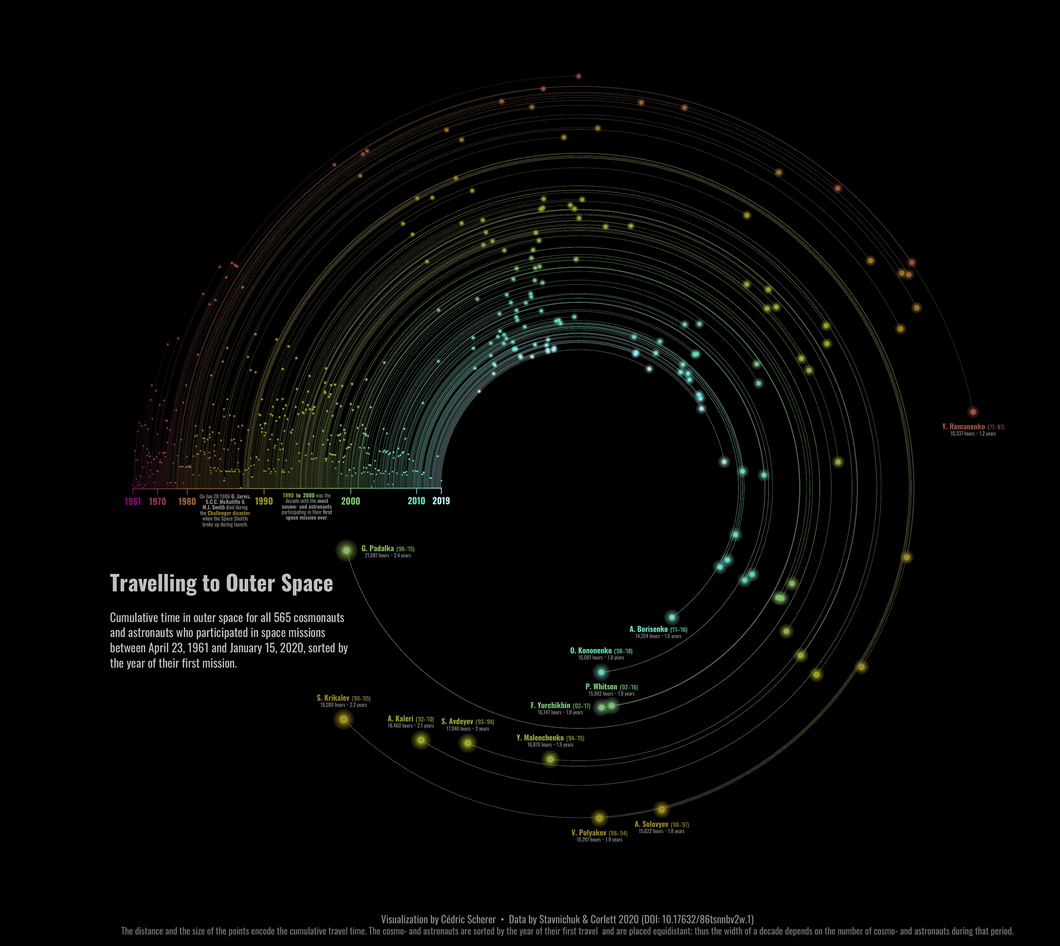 Y. Romanenko (77–87)
10,337 hours – 1.2 years
1961 1970 1980 1990 2000 2010 2019
On Jan 28 1986 G. Jarvis,
S.C.C. McAuliffe &
M.J. Smith died during
the Challenger disaster
when the Space Shuttle
broke up during launch.
1990 to 2000 was the
decade with the most
cosmo- and astronauts
participating in their first
space mission ever.
G. Padalka ('98–'15)
21,081 hours – 2.4 years
Travelling to Outer Space
Cumulative time in outer space for all 565 cosmonauts
and astronauts who participated in space missions
between April 23, 1961 and January 15, 2020, sorted by
the year of their first mission.
A. Borisenko ('11–'16)
14,224 hours – 1.6 years
O. Kononenko ('08–'18)
16,001 hours – 1.8 years
P. Whitson ('02–'16)
15,982 hours – 1.8 years
F. Yurchikhin ('02–'17)
16,147 hours – 1.8 years
S. Krikalev ('88–'05)
19,280 hours – 2.2 years
A. Kaleri ('92–'10)
18,460 hours – 2.1 years
S. Avdeyev ('93–'98)
17,946 hours – 2 years
Y. Malenchenko ('94–'15)
hours – 1.9 years
V. Polyakov ('88–'94)
16,287 hours – 1.9 years
A. Solovyev ('88–'97)
15,622 hours – 1.8 years
Visualization by Cédric Scherer • Data by Stavnichuk & Corlett 2020 (DOI: 10.17632/86tsnnbv2w.1)
The distance and the size of the points encode the cumulative travel time. The cosmo- and astronauts are sorted by the year of their first travel and are placed equidistant; thus the width of a decade depends on the number of cosmo- and astronauts during that period.